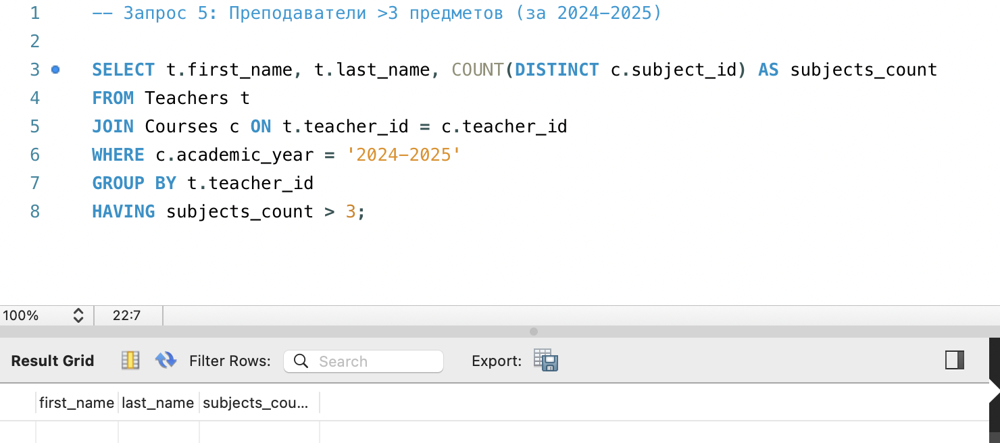 1 -- Запрос 5: Преподаватели >3 предметов (за 2024-2025)
2
3 SELECT t.first_name, t.last_name, COUNT(DISTINCT c.subject_id) AS subjects_count
4 FROM Teachers t
5 JOIN Courses c ON t.teacher_id = c.teacher_id
6 WHERE c.academic_year = '2024-2025'
7 GROUP BY t.teacher_id
8 HAVING subjects_count > 3;
100% 22:7
Result Grid Filter Rows: Search Export:
first_name last_name subjects_cou...